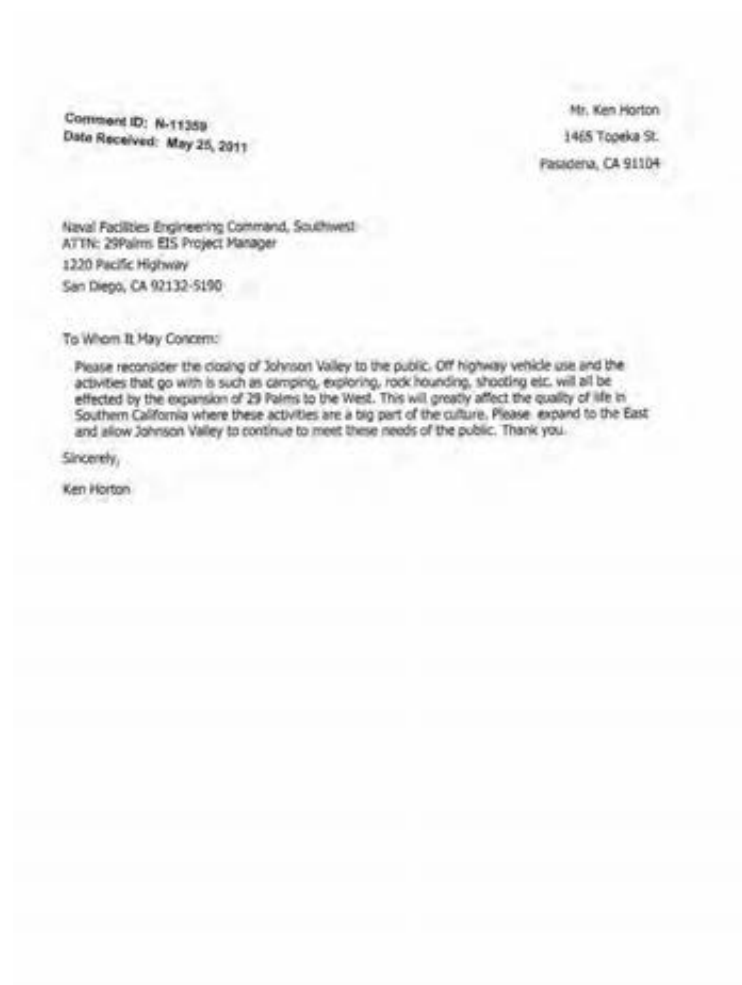 Comment ID: N-11359
Date Received: May 25, 2011
Mr. Ken Horton
1465 Topeka St.
Pasadena, CA 91104
Naval Facilities Engineering Command, Southwest
ATTN: 29Palms EIS Project Manager
1220 Pacific Highway
San Diego, CA 92132-5190
To Whom It May Concern:
Please reconsider the closing of Johnson Valley to the public. Off highway vehicle use and the
activities that go with is such as camping, exploring, rock hounding, shooting etc. will all be
effected by the expansion of 29 Palms to the West. This will greatly affect the quality of life in
Southern California where these activities are a big part of the culture. Please expand to the East
and allow Johnson Valley to continue to meet these needs of the public. Thank you.
Sincerely,
Ken Horton